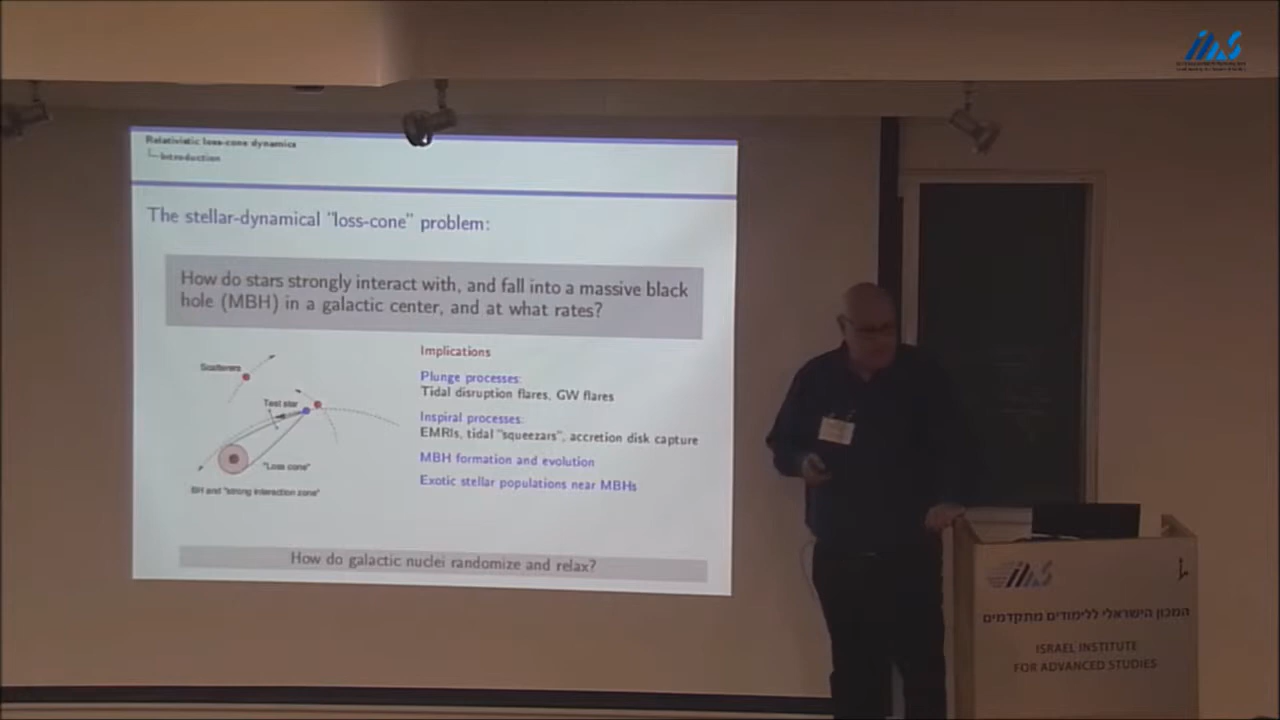 Relativistic loss-cone dynamics
Introduction
The stellar-dynamical "loss-cone" problem:
How do stars strongly interact with, and fall into a massive black
hole (MBH) in a galactic center, and at what rates?
Scatterers
Test star
"Loss cone"
BH and "strong interaction zone"
Implications
Plunge processes:
Tidal disruption flares, GW flares
Inspiral processes:
EMRIs, tidal "squeezars", accretion disk capture
MBH formation and evolution
Exotic stellar populations near MBHs
How do galactic nuclei randomize and relax?
המכון הישראלי ללימודים מתקדמים
ISRAEL INSTITUTE
FOR ADVANCED STUDIES